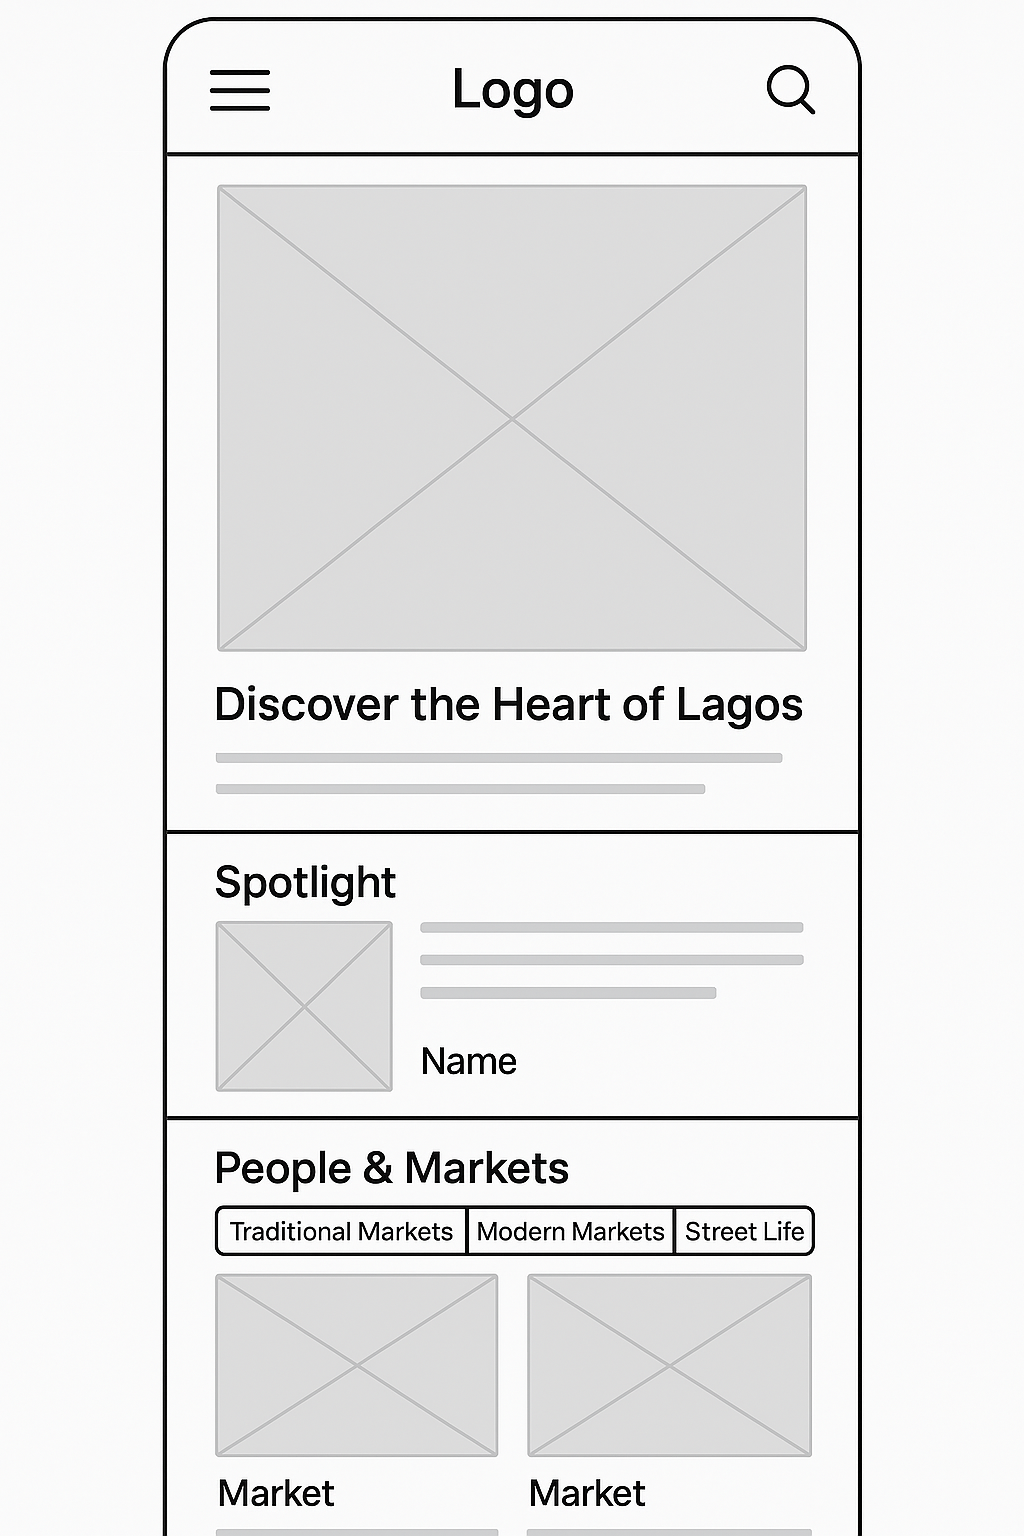 Logo
Discover the Heart of Lagos
Spotlight
Name
People & Markets
Traditional Markets Modern Markets Street Life
Market Market